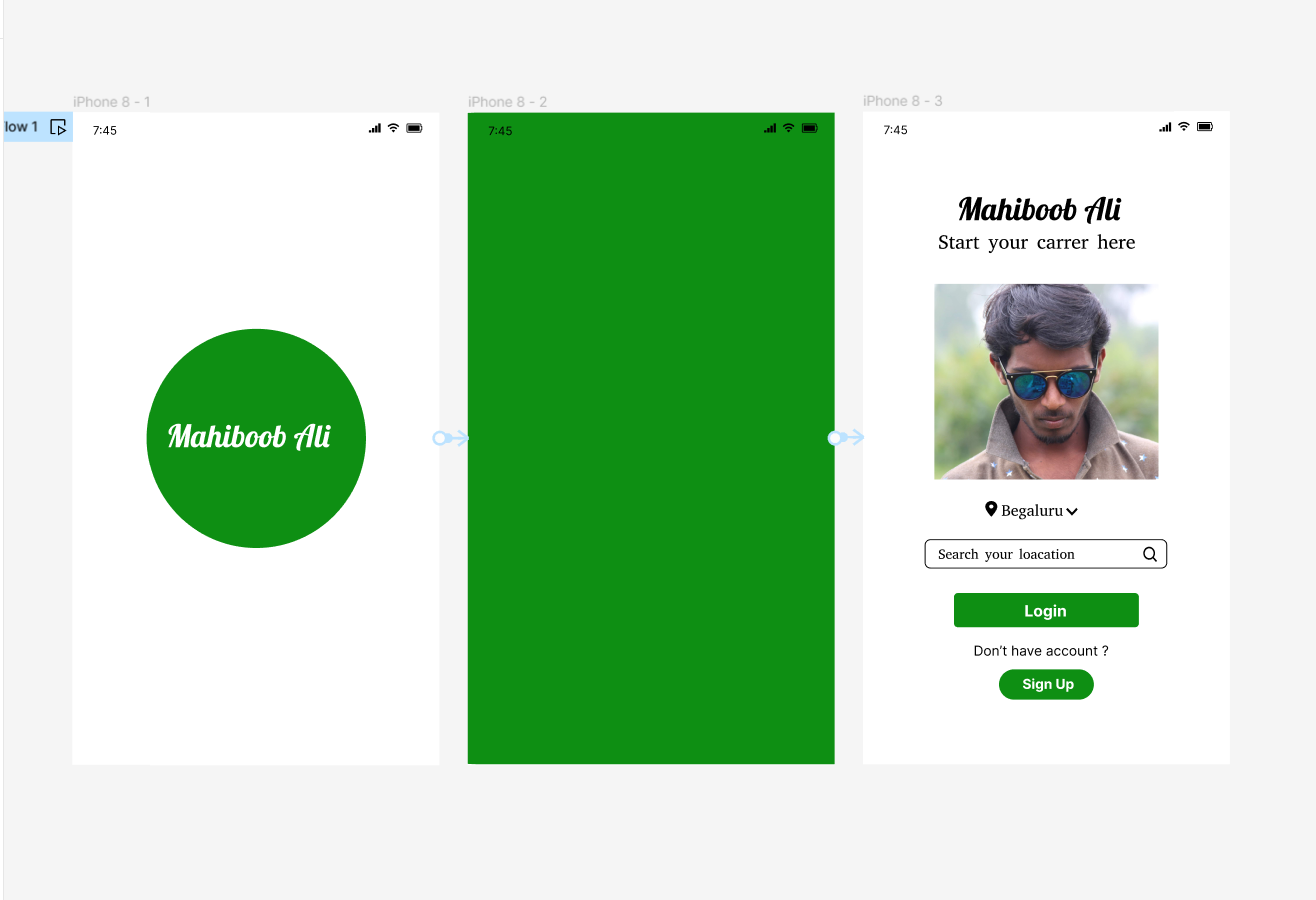 iPhone 8 - 1
iPhone 8 - 2
iPhone 8 - 3
low 1
7:45
7:45
7:45
Mahiboob Ali
Mahiboob Ali
Start your carrer here
Begaluru
Search your loacation
Login
Don't have account ?
Sign Up